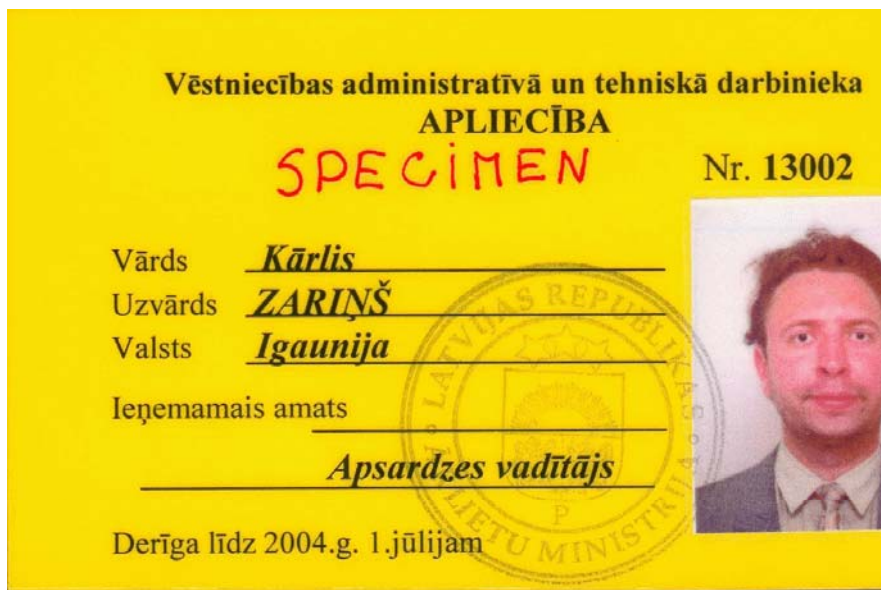 Vēstniecības administratīvā un tehniskā darbinieka
APLIECĪBA
SPECIMEN
Nr. 13002
Vārds Kārlis
Uzvārds ZARIŅŠ
Valsts Igaunija
Ieņemamais amats
Apsardzes vadītājs
Derīga līdz 2004.g. 1.jūlijam
LATVIJAS REPUBLIKAS
ĀRLIETU MINISTRIJA
P